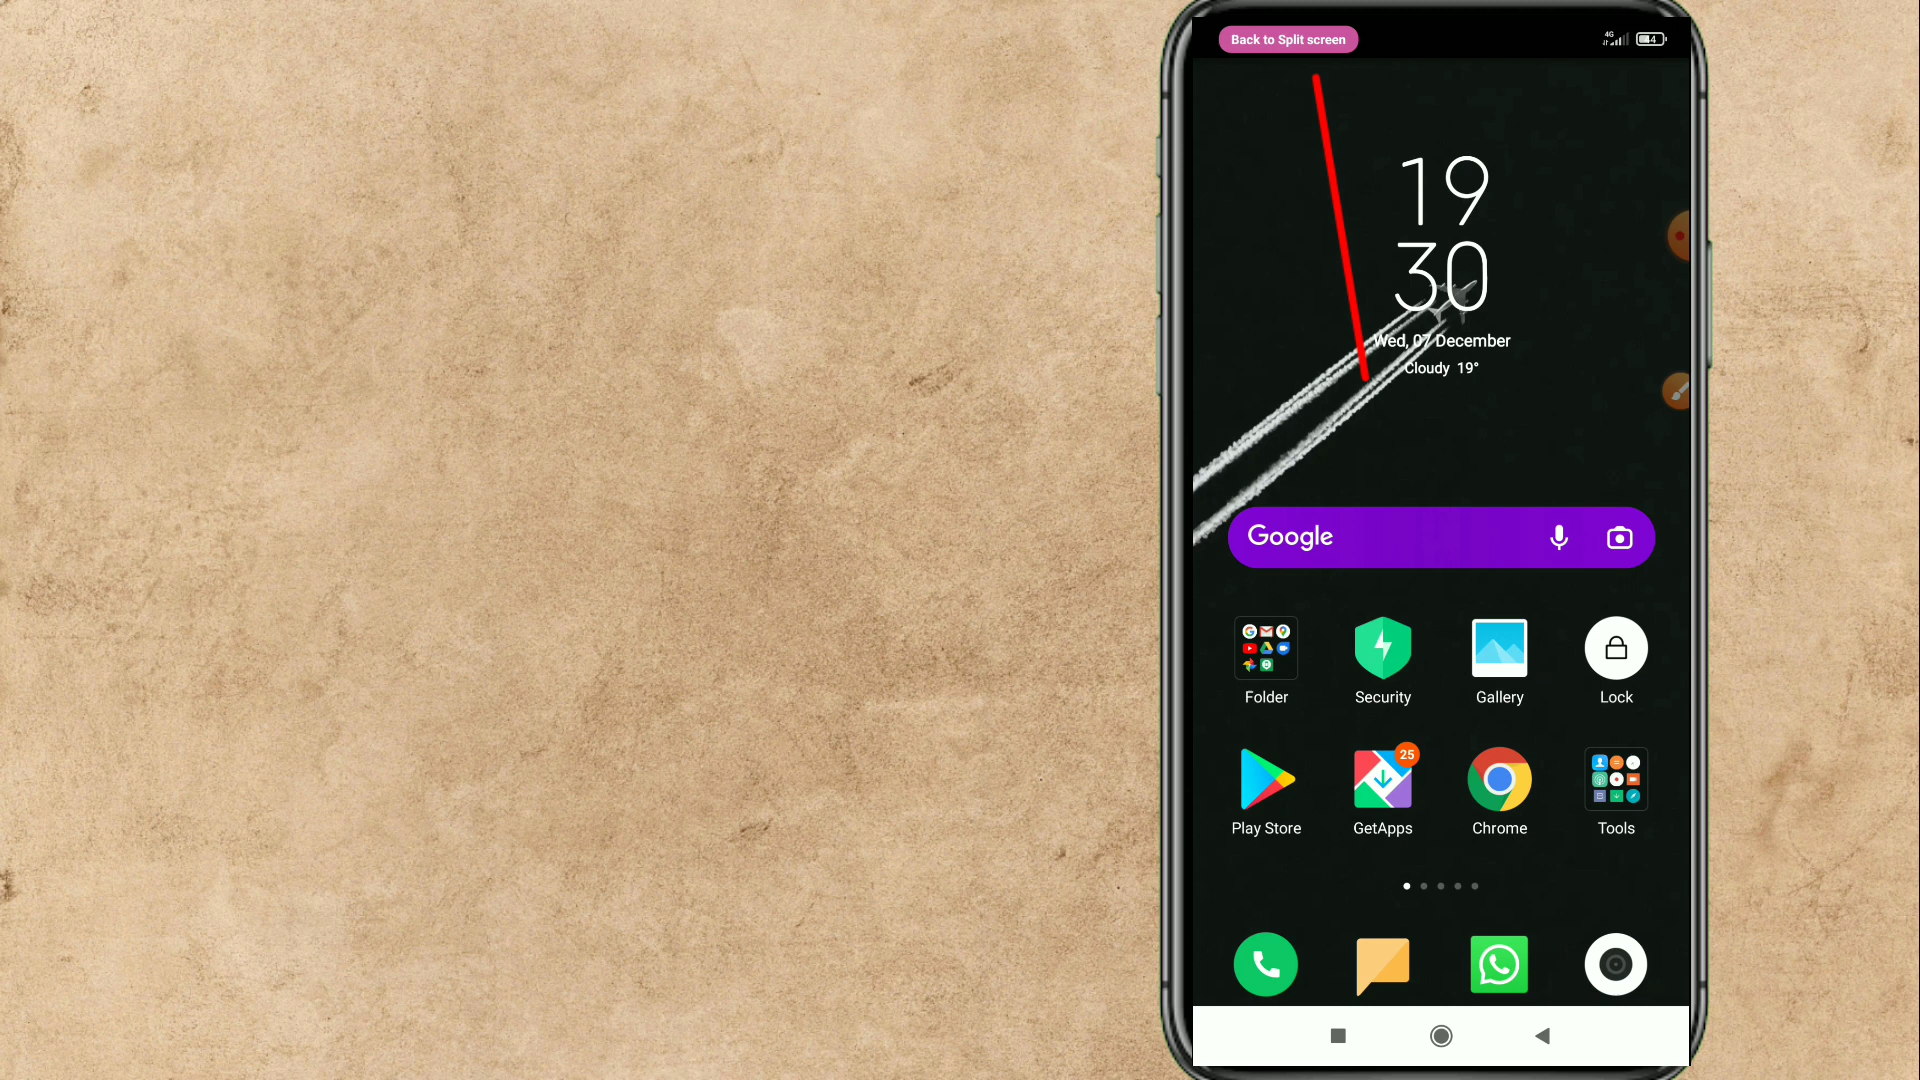 Back to Split screen
4G
19
30
Wed, 07 December
Cloudy 19°
Google
Folder
Security
Gallery
Lock
25
Play Store
GetApps
Chrome
Tools